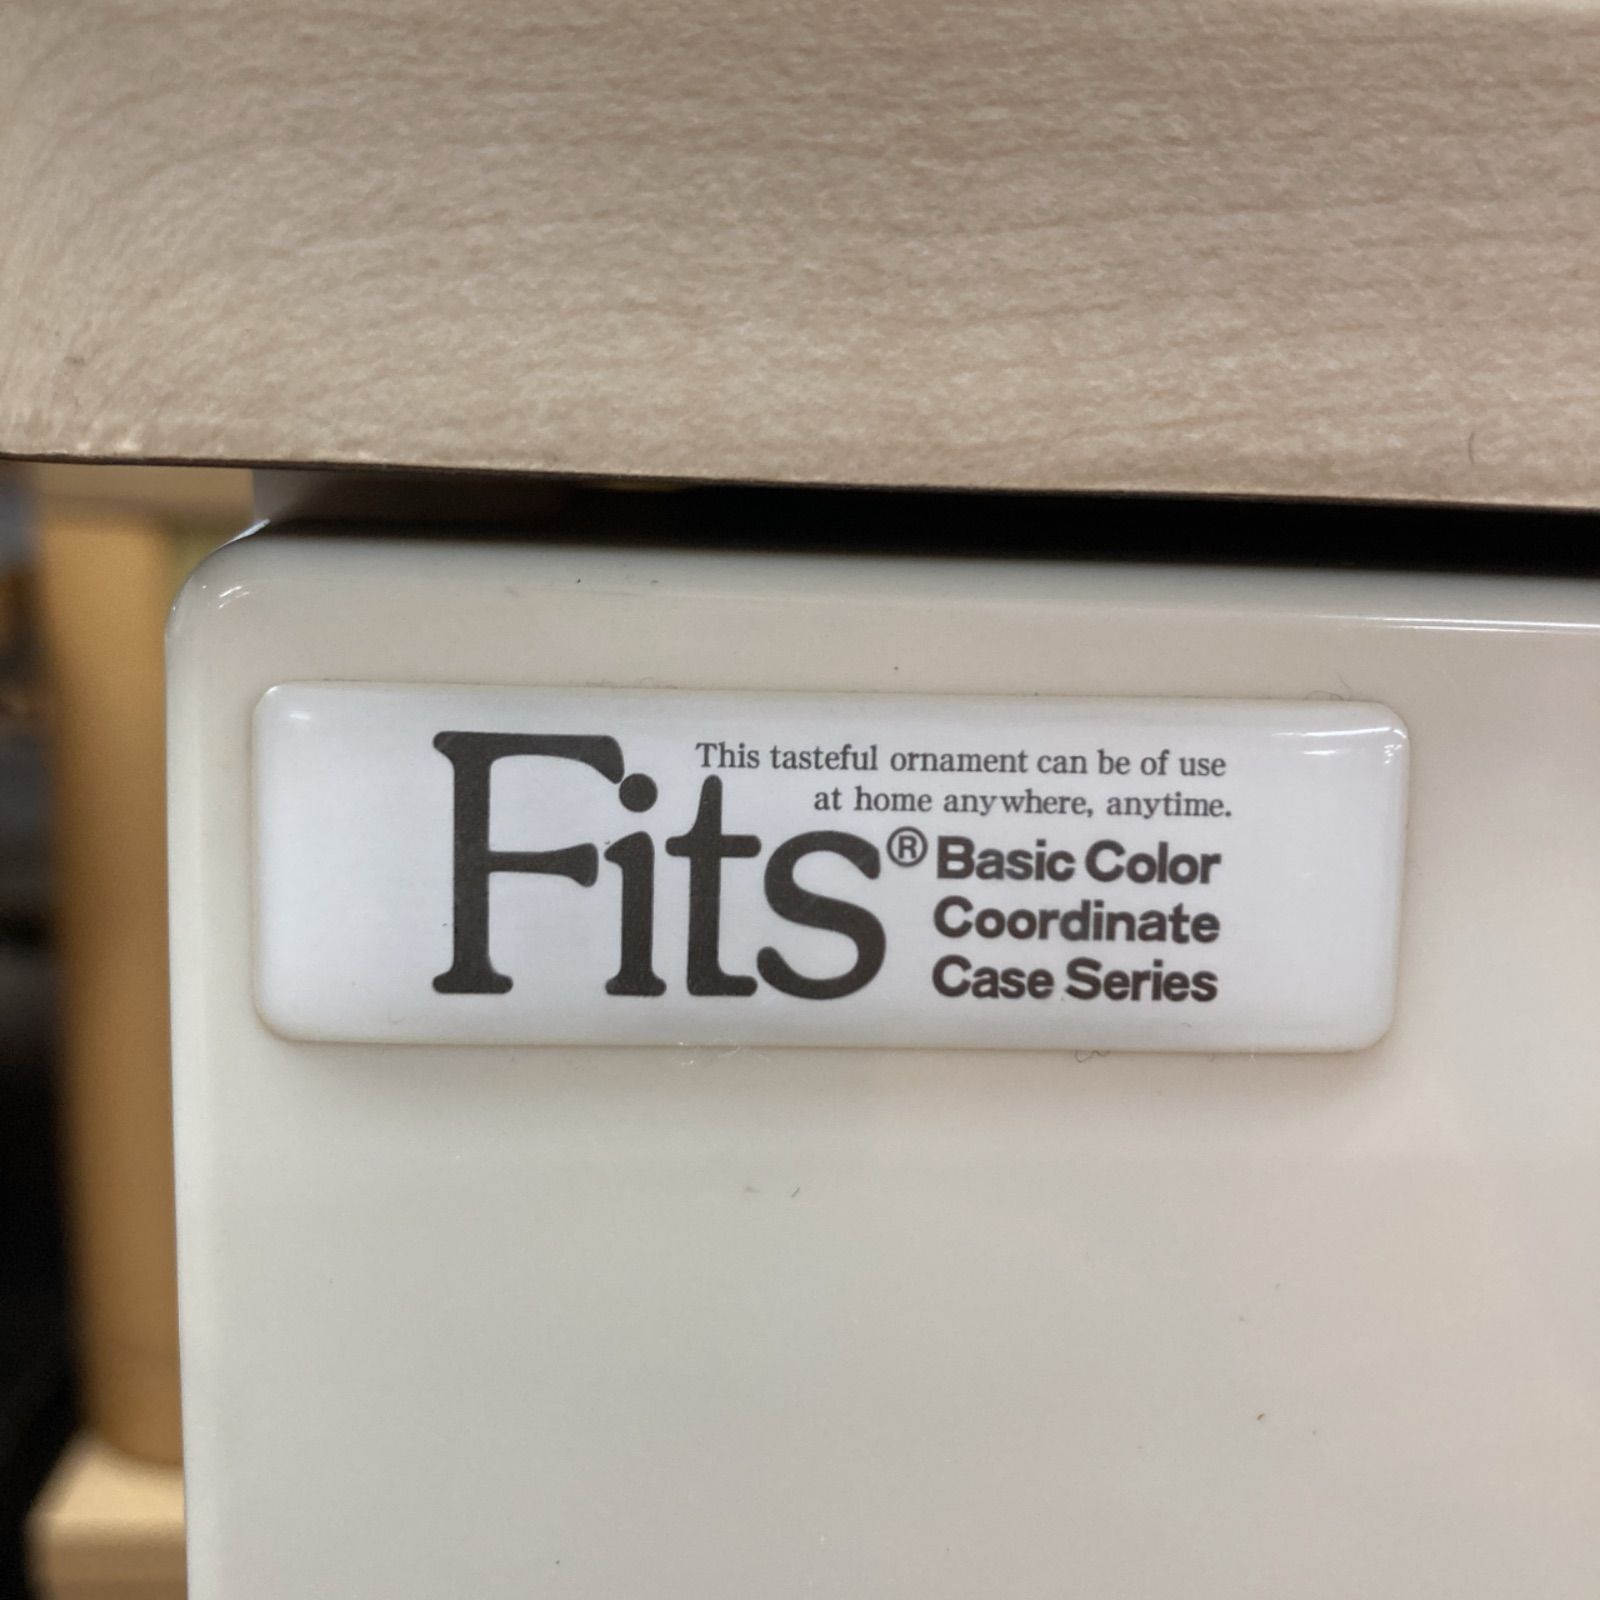 This tasteful ornament can be of use
at home anywhere, anytime.
Fits®
Basic Color
Coordinate
Case Series